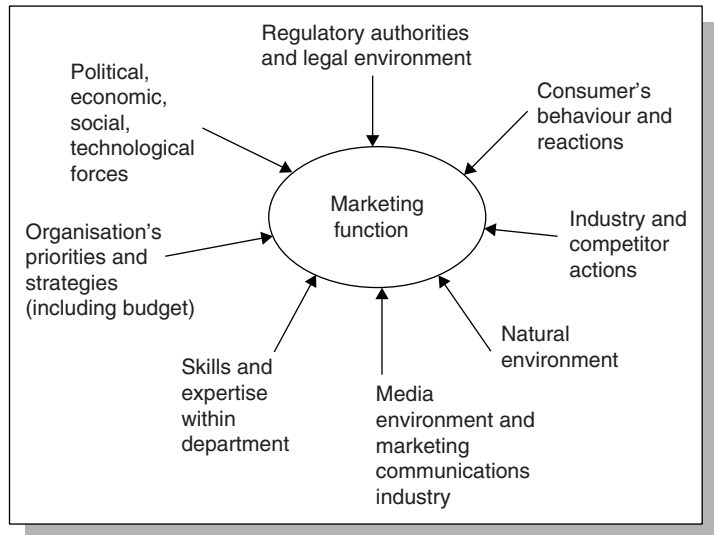 Regulatory authorities
and legal environment
Political,
economic,
social,
technological
forces
Consumer's
behaviour and
reactions
Marketing
function
Organisation's
priorities and
strategies
(including budget)
Industry and
competitor
actions
Natural
environment
Skills and
expertise
within
department
Media
environment and
marketing
communications
industry